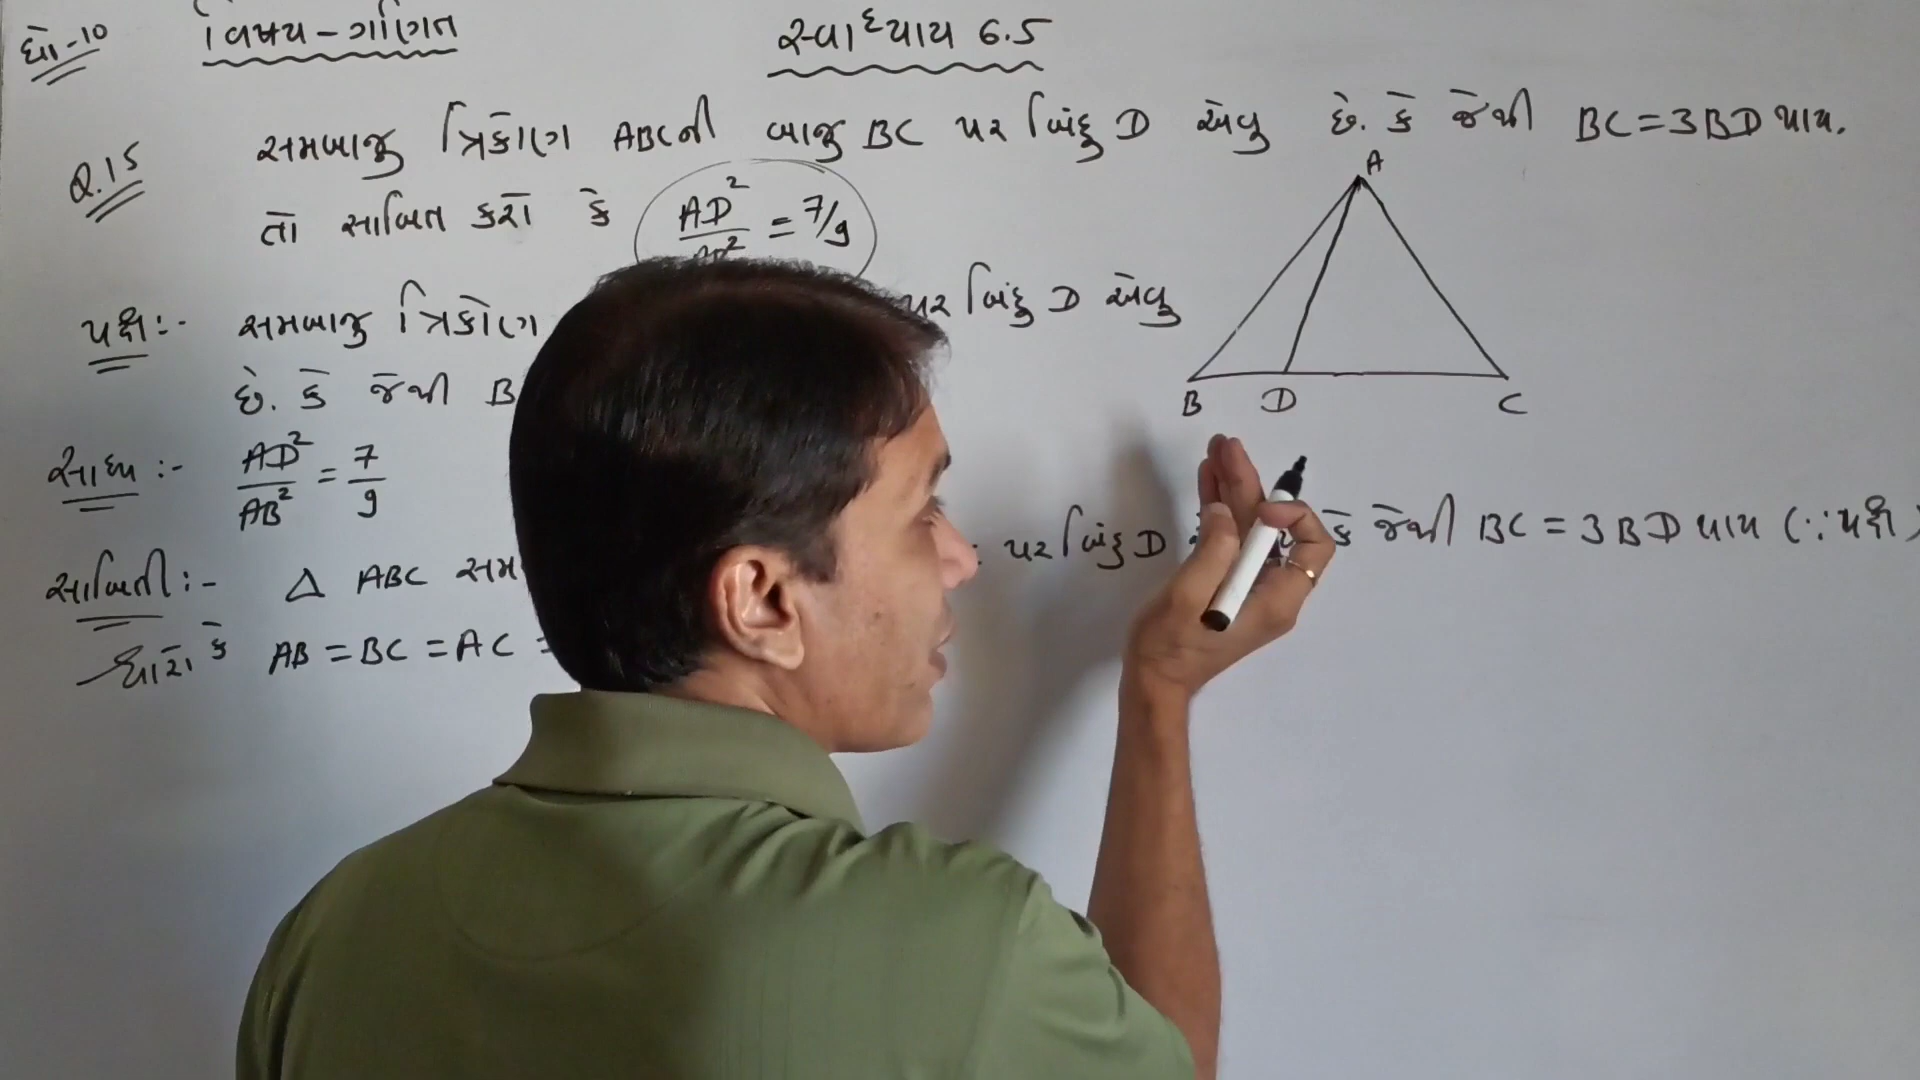 ધો-10 વિષય-ગણિત સ્વાધ્યાય 6.5
Q.15 સમબાજુ ત્રિકોણ ABCની બાજુ BC પર બિંદુ D એવુ છે. કે જેથી BC=3BD થાય.
તો સાબિત કરો કે AD²/AB² = 7/9
પક્ષ:- સમબાજુ ત્રિકોણ પર બિંદુ D એવુ
છે. કે જેથી B
સાધ્ય:- AD²/AB² = 7/9
સાબિતી:- △ ABC સમ પર બિંદુ D કે જેથી BC = 3BD થાય (∵પક્ષ)
ધારો કે AB = BC = AC =
A
B D C